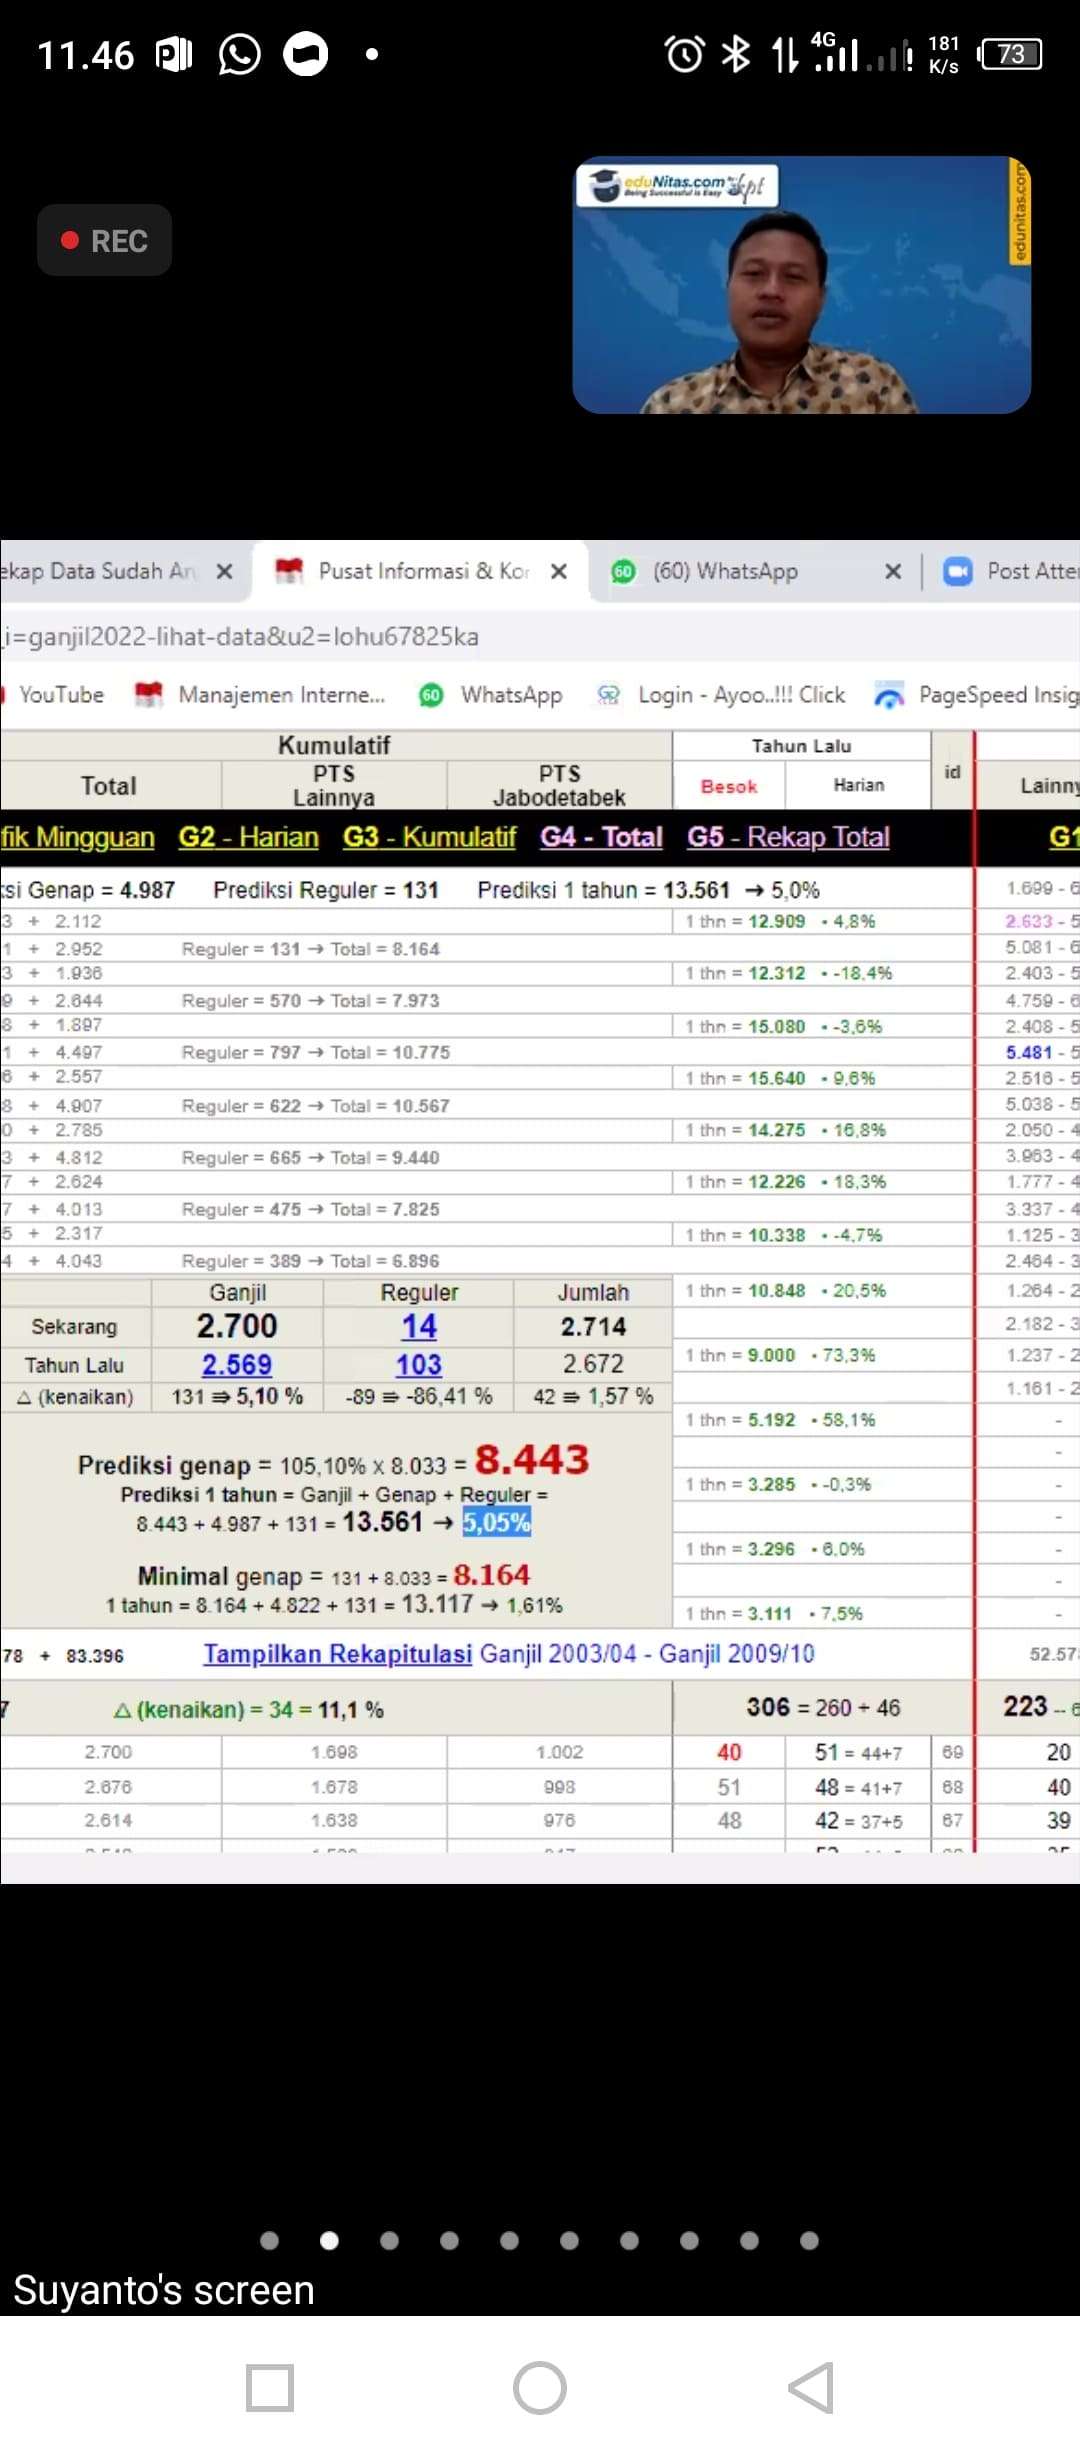 11.46
4G
181
K/s
73
REC
eduNitas.com
Being Successful is Easy
kpt
edunitas.com
ekap Data Sudah An
Pusat Informasi & Kor
60 (60) WhatsApp
Post Atter
i=ganjil2022-lihat-data&u2=lohu67825ka
YouTube Manajemen Interne... 60 WhatsApp Login - Ayoo..!!! Click PageSpeed Insig
Kumulatif Tahun Lalu id
Total PTS Lainnya PTS Jabodetabek Besok Harian Lainny
fik Mingguan G2 - Harian G3 - Kumulatif G4 - Total G5 - Rekap Total G1
si Genap = 4.987 Prediksi Reguler = 131 Prediksi 1 tahun = 13.561 → 5,0% 1.699 - 6
3 + 2.112 1 thn = 12.909 • 4,8% 2.633 - 5
1 + 2.952 Reguler = 131 → Total = 8.164 5.081 - 6
3 + 1.936 1 thn = 12.312 • -18,4% 2.403 - 5
9 + 2.644 Reguler = 570 → Total = 7.973 4.759 - 6
8 + 1.897 1 thn = 15.080 • -3,6% 2.408 - 5
1 + 4.497 Reguler = 797 → Total = 10.775 5.481 - 5
6 + 2.557 1 thn = 15.640 • 9,6% 2.516 - 5
8 + 4.907 Reguler = 622 → Total = 10.567 5.038 - 5
0 + 2.785 1 thn = 14.275 • 16,8% 2.050 - 4
3 + 4.812 Reguler = 665 → Total = 9.440 3.963 - 4
7 + 2.624 1 thn = 12.226 • 18,3% 1.777 - 4
7 + 4.013 Reguler = 475 → Total = 7.825 3.337 - 4
5 + 2.317 1 thn = 10.338 • -4,7% 1.125 - 3
4 + 4.043 Reguler = 389 → Total = 6.896 2.464 - 3
Ganjil Reguler Jumlah 1 thn = 10.848 • 20,5% 1.264 - 2
Sekarang 2.700 14 2.714 2.182 - 3
Tahun Lalu 2.569 103 2.672 1 thn = 9.000 • 73,3% 1.237 - 2
△ (kenaikan) 131 ⇒ 5,10 % -89 ⇒ -86,41 % 42 ⇒ 1,57 % 1.161 - 2
1 thn = 5.192 • 58,1% -
Prediksi genap = 105,10% x 8.033 = 8.443 -
Prediksi 1 tahun = Ganjil + Genap + Reguler = 1 thn = 3.285 • -0,3% -
8.443 + 4.987 + 131 = 13.561 → 5,05% -
1 thn = 3.296 • 6,0% -
Minimal genap = 131 + 8.033 = 8.164 -
1 tahun = 8.164 + 4.822 + 131 = 13.117 → 1,61% 1 thn = 3.111 • 7,5% -
78 + 83.396 Tampilkan Rekapitulasi Ganjil 2003/04 - Ganjil 2009/10 52.57
7 △ (kenaikan) = 34 = 11,1 % 306 = 260 + 46 223 -- 6
2.700 1.698 1.002 40 51 = 44+7 69 20
2.676 1.678 998 51 48 = 41+7 68 40
2.614 1.638 976 48 42 = 37+5 67 39
Suyanto's screen